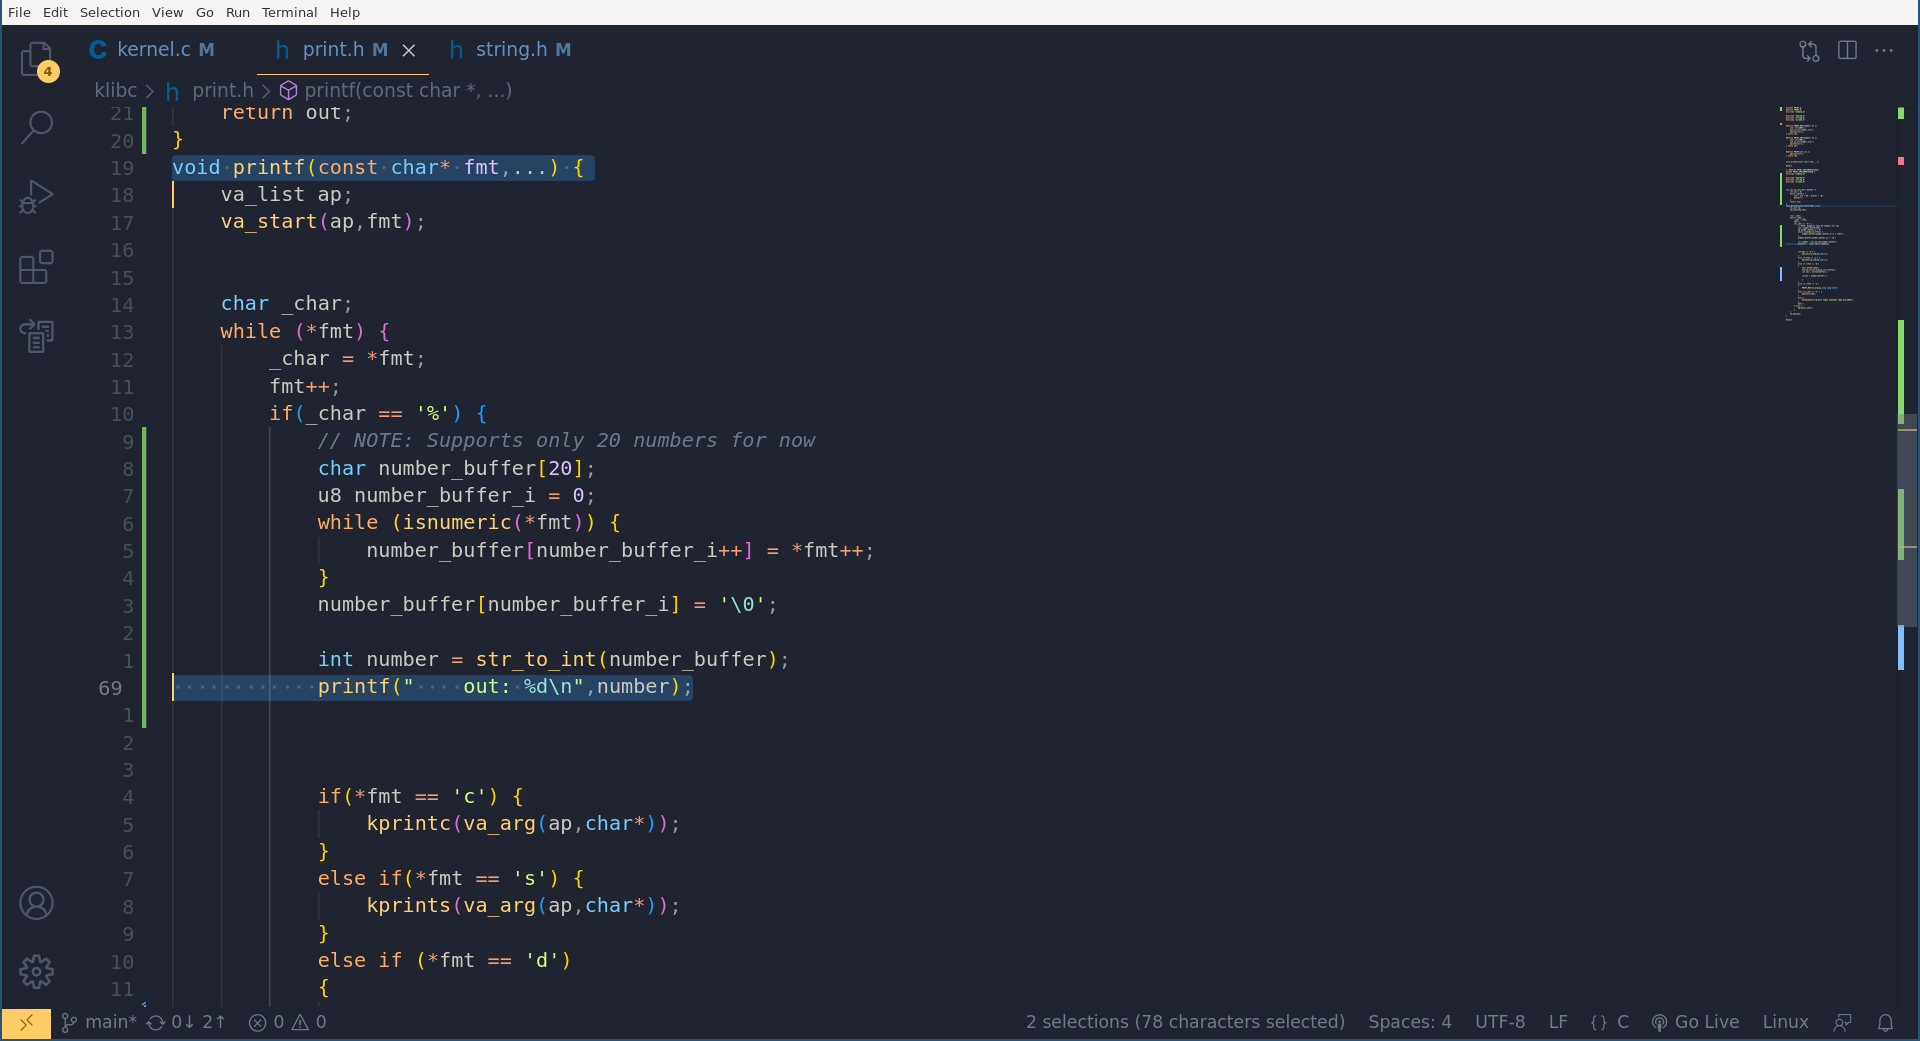 File Edit Selection View Go Run Terminal Help
kernel.c M print.h M string.h M
klibc > print.h > printf(const char *, ...)
4
21 return out;
20 }
19 void printf(const char* fmt,...) {
18 va_list ap;
17 va_start(ap,fmt);
16
15
14 char _char;
13 while (*fmt) {
12 _char = *fmt;
11 fmt++;
10 if(_char == '%') {
9 // NOTE: Supports only 20 numbers for now
8 char number_buffer[20];
7 u8 number_buffer_i = 0;
6 while (isnumeric(*fmt)) {
5 number_buffer[number_buffer_i++] = *fmt++;
4 }
3 number_buffer[number_buffer_i] = '\0';
2
1 int number = str_to_int(number_buffer);
69 printf("    out: %d\n",number);
1
2
3
4 if(*fmt == 'c') {
5 kprintc(va_arg(ap,char*));
6 }
7 else if(*fmt == 's') {
8 kprints(va_arg(ap,char*));
9 }
10 else if (*fmt == 'd')
11 {
main* 0↓ 2↑ 0 0 2 selections (78 characters selected) Spaces: 4 UTF-8 LF {} C Go Live Linux